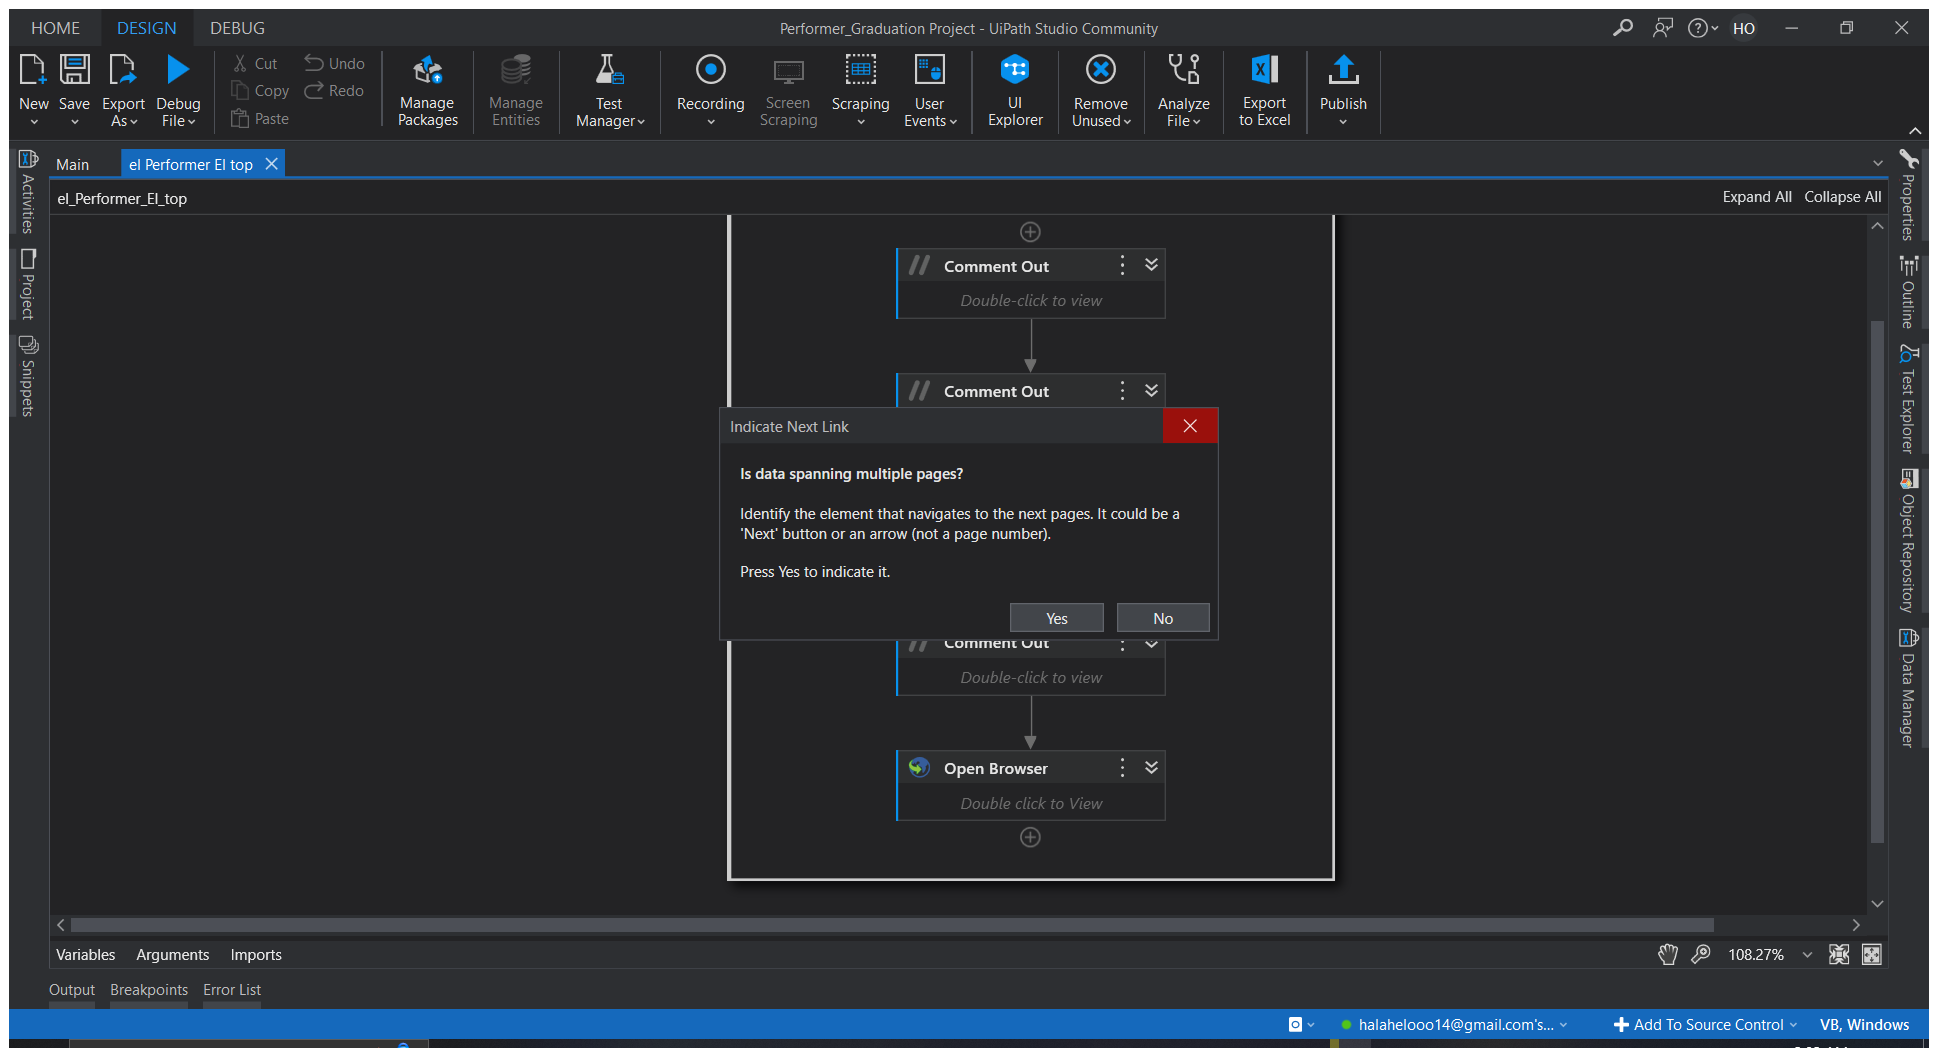 HOME DESIGN DEBUG Performer_Graduation Project - UiPath Studio Community HO
New Save Export As Debug File Cut Copy Paste Undo Redo Manage Packages Manage Entities Test Manager Recording Screen Scraping Scraping User Events UI Explorer Remove Unused Analyze File Export to Excel Publish
Main el Performer El top
el_Performer_El_top Expand All Collapse All
Activities
Project
Snippets
Comment Out
Double-click to view
Comment Out
Indicate Next Link
Is data spanning multiple pages?
Identify the element that navigates to the next pages. It could be a
'Next' button or an arrow (not a page number).
Press Yes to indicate it.
Yes No
Comment Out
Double-click to view
Open Browser
Double click to View
Properties
Outline
Test Explorer
Object Repository
Data Manager
Variables Arguments Imports 108.27%
Output Breakpoints Error List
halahelooo14@gmail.com's... Add To Source Control VB, Windows